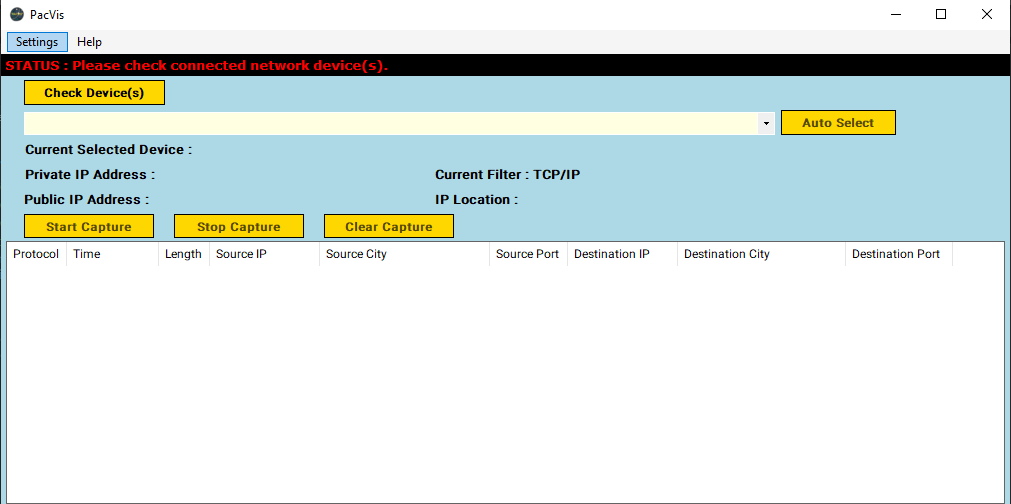 PacVis
Settings Help
STATUS : Please check connected network device(s).
Check Device(s)
Auto Select
Current Selected Device :
Private IP Address : Current Filter : TCP/IP
Public IP Address : IP Location :
Start Capture Stop Capture Clear Capture
Protocol Time Length Source IP Source City Source Port Destination IP Destination City Destination Port